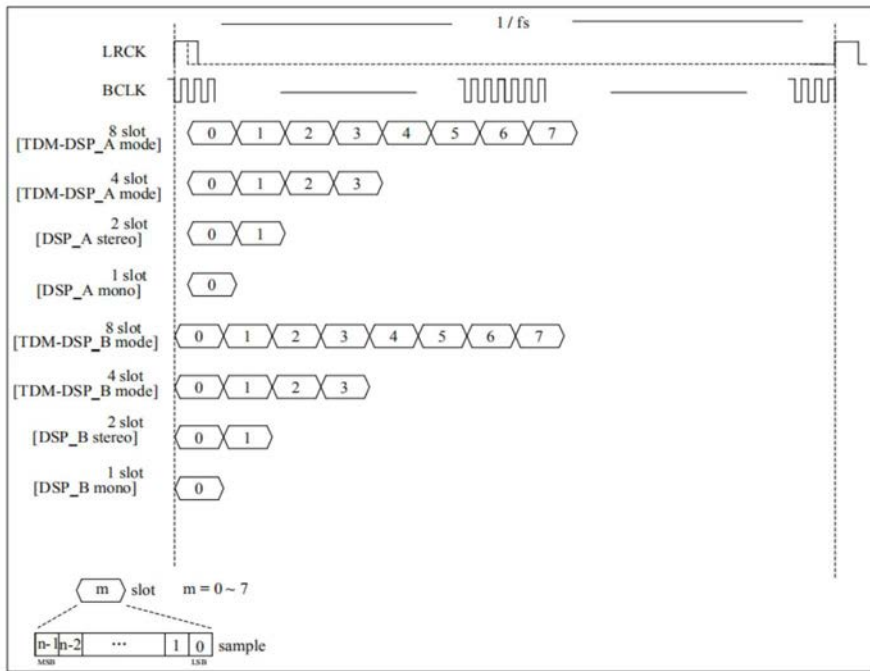 1 / fs
LRCK
BCLK
8 slot
[TDM-DSP_A mode]
0 1 2 3 4 5 6 7
4 slot
[TDM-DSP_A mode]
0 1 2 3
2 slot
[DSP_A stereo]
0 1
1 slot
[DSP_A mono]
0
8 slot
[TDM-DSP_B mode]
0 1 2 3 4 5 6 7
4 slot
[TDM-DSP_B mode]
0 1 2 3
2 slot
[DSP_B stereo]
0 1
1 slot
[DSP_B mono]
0
m slot m = 0 ~ 7
n-1 n-2 ... 1 0 sample
MSB LSB